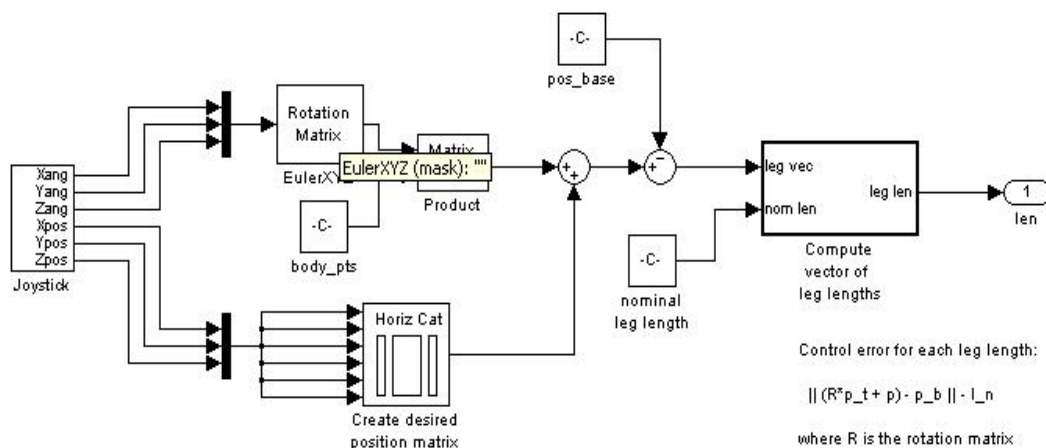 -C-
pos_base
Rotation
Matrix
EulerXYZ (mask): ""
EulerXYZ
Matrix
Product
-C-
body_pts
Xang
Yang
Zang
Xpos
Ypos
Zpos
Joystick
Horiz Cat
Create desired
position matrix
+
+
+
−
-C-
nominal
leg length
leg vec
nom len
leg len
Compute
vector of
leg lengths
1
len
Control error for each leg length:
|| (R*p_t + p) - p_b || - l_n
where R is the rotation matrix